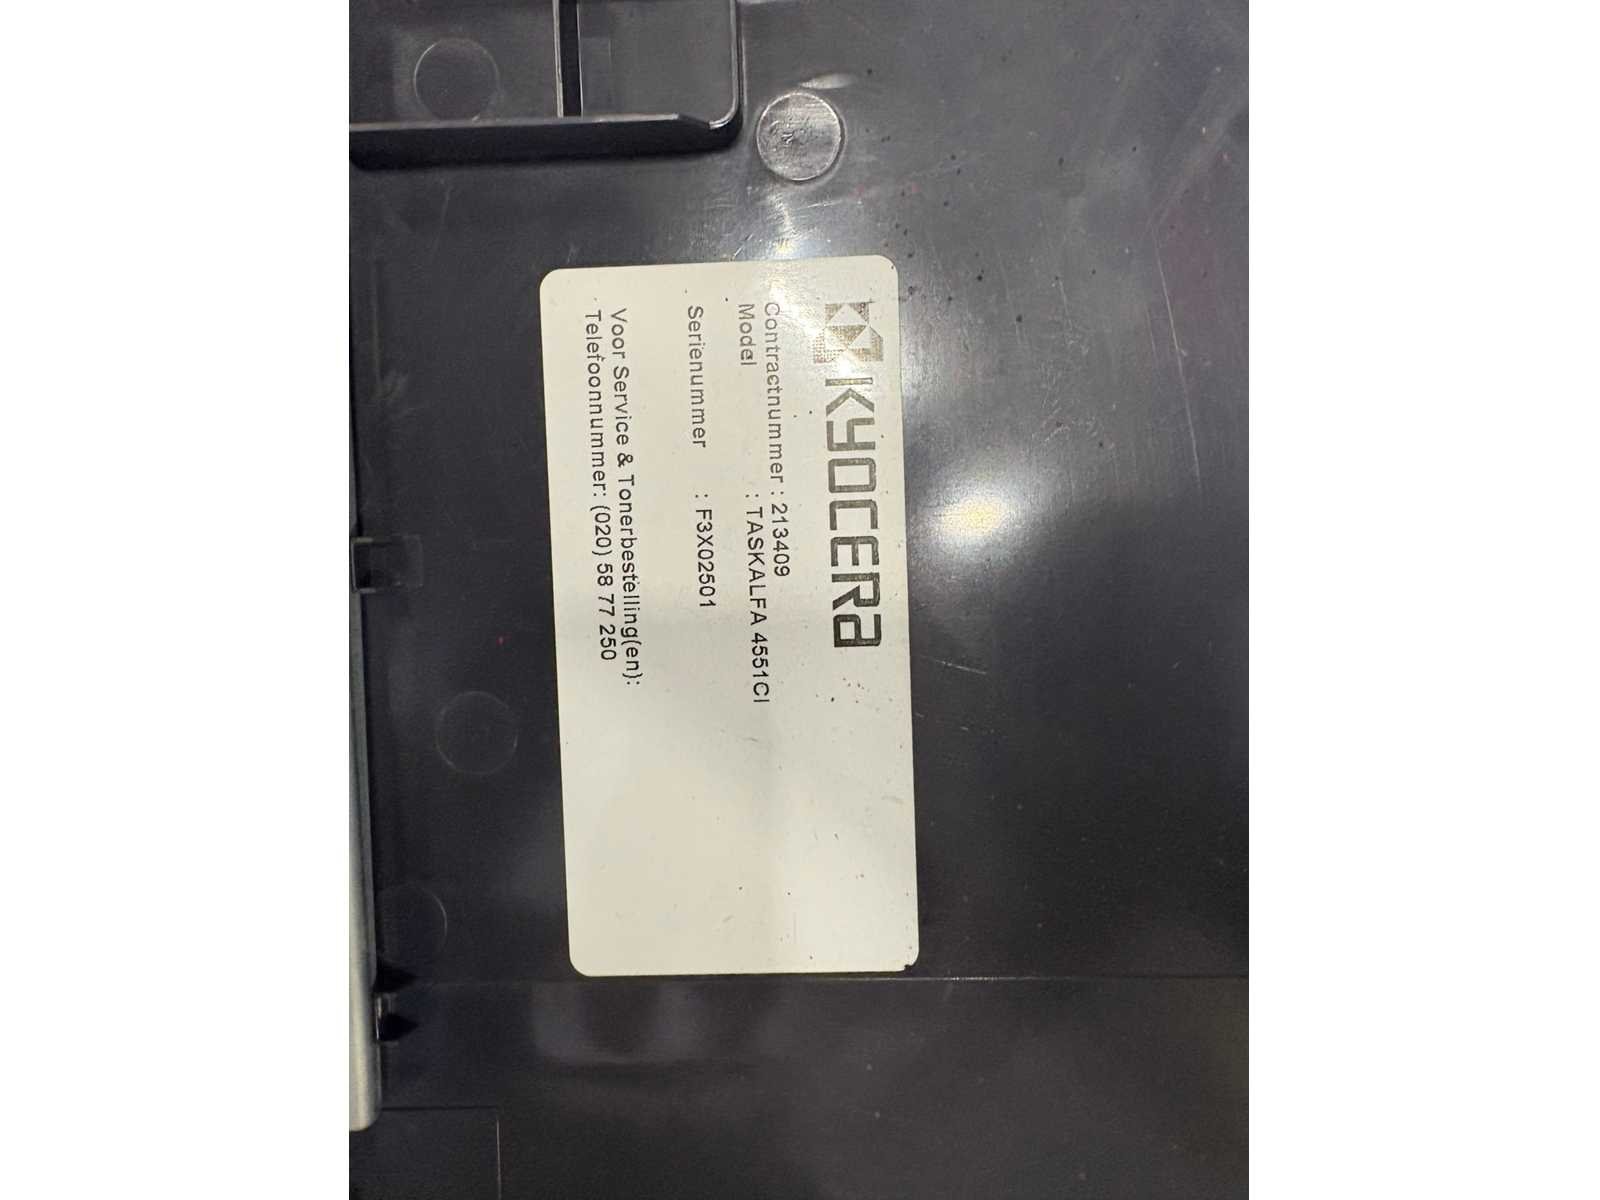 KYOCERA
Contractnummer : 213409
Model : TASKALFA 4551CI
Serienummer : F3X02501
Voor Service & Tonerbestelling(en):
Telefoonnummer: (020) 58 77 250